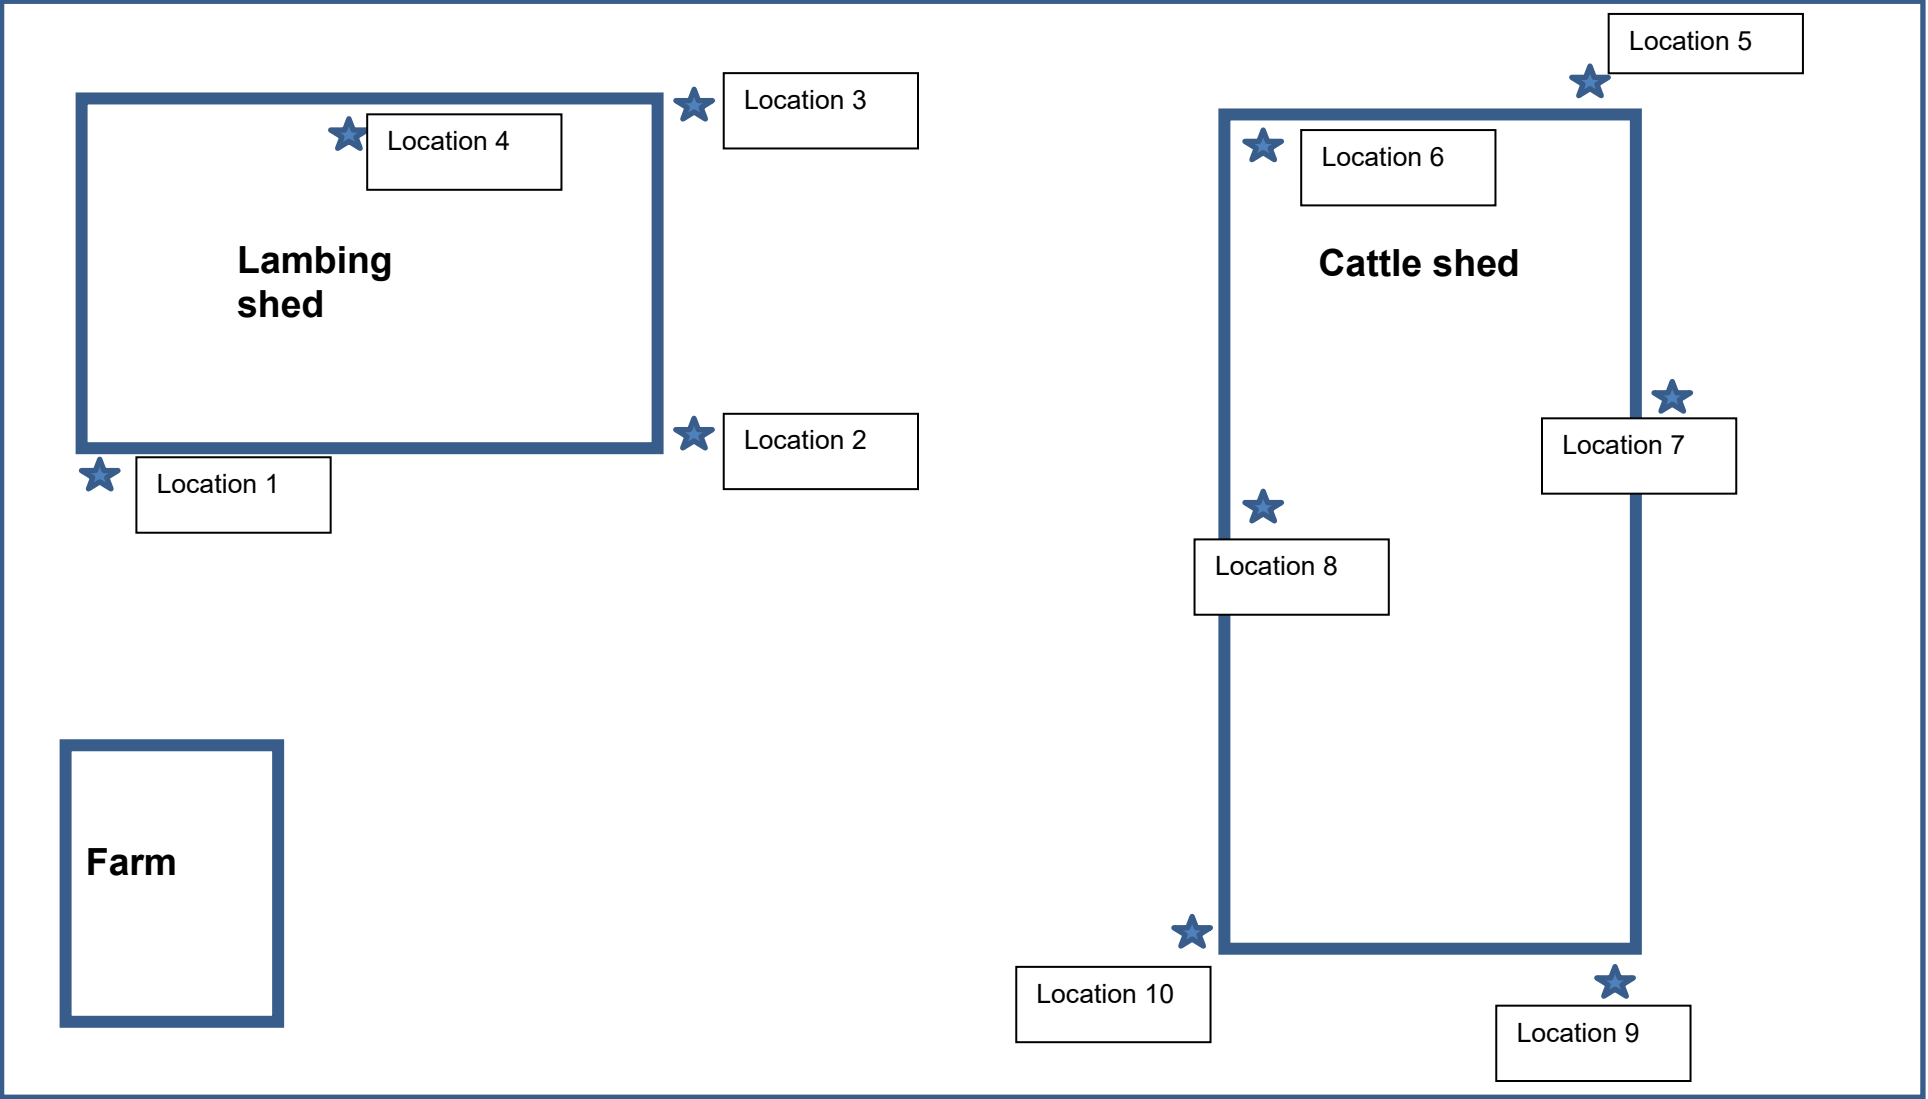 Location 5
Location 3
Location 4
Location 6
Lambing
shed
Cattle shed
Location 2
Location 7
Location 1
Location 8
Farm
Location 10
Location 9